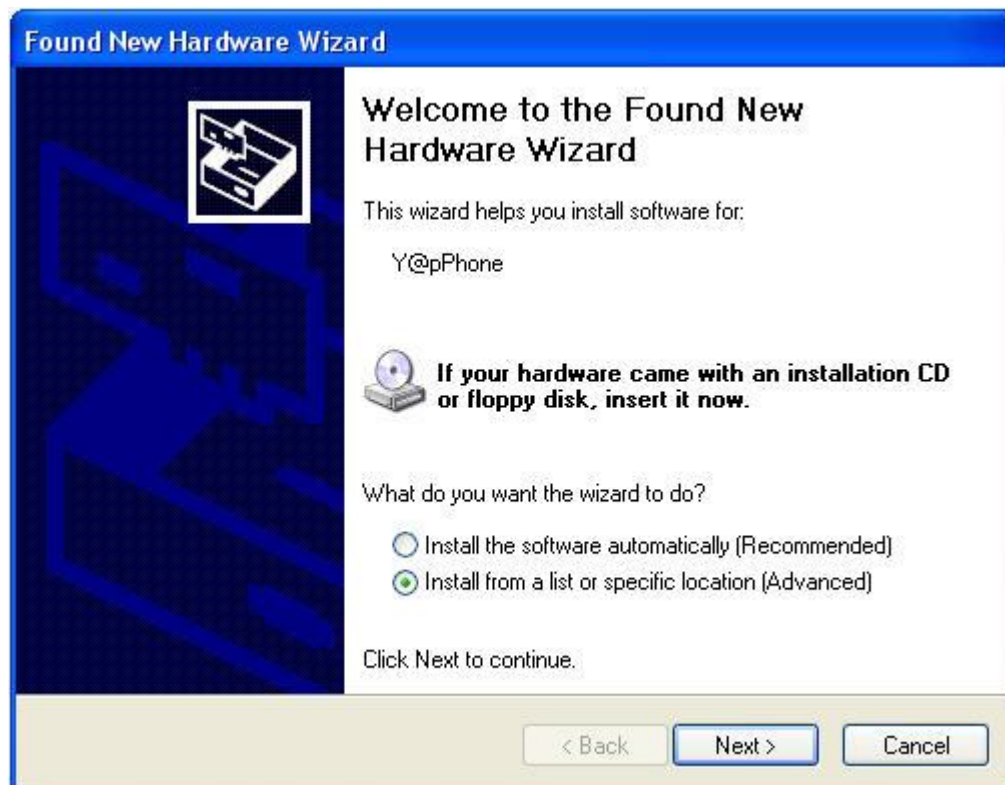 Found New Hardware Wizard
Welcome to the Found New
Hardware Wizard
This wizard helps you install software for:
Y@pPhone
If your hardware came with an installation CD
or floppy disk, insert it now.
What do you want the wizard to do?
Install the software automatically (Recommended)
Install from a list or specific location (Advanced)
Click Next to continue.
< Back Next > Cancel